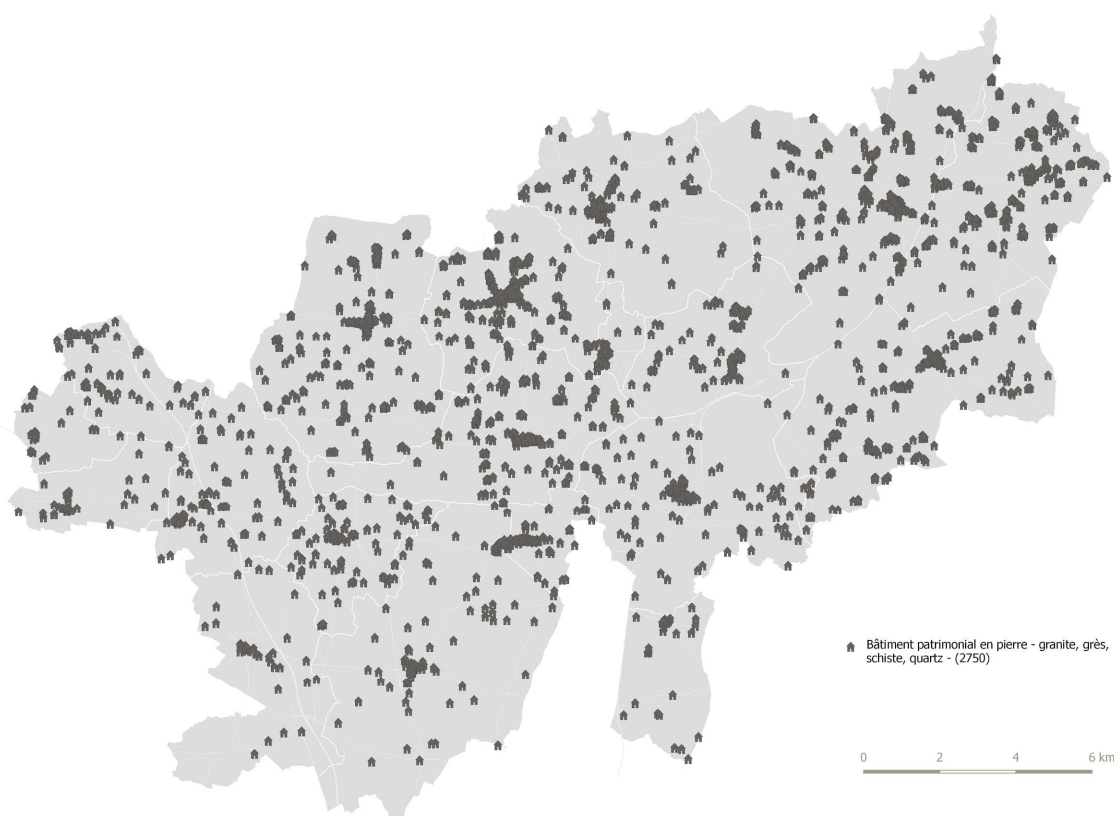 Bâtiment patrimonial en pierre - granite, grès,
schiste, quartz - (2750)
0 2 4 6 km